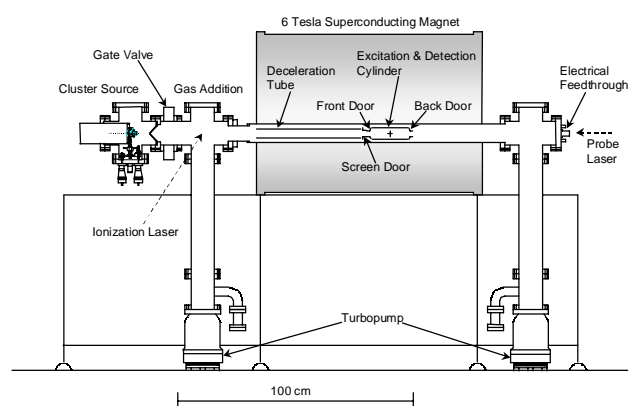 6 Tesla Superconducting Magnet
Gate Valve
Cluster Source
Gas Addition
Deceleration
Tube
Excitation & Detection
Cylinder
Front Door
Back Door
Electrical
Feedthrough
Probe
Laser
Screen Door
Ionization Laser
Turbopump
100 cm